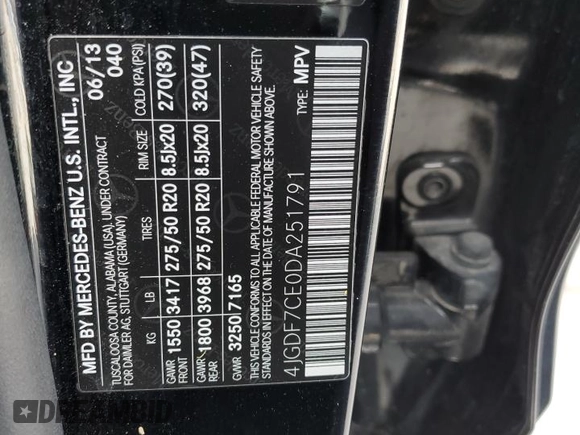 MFD BY MERCEDES-BENZ U.S. INTL., INC
06/13
TUSCALOOSA COUNTY, ALABAMA (USA), UNDER CONTRACT
FOR DAIMLER AG, STUTTGART (GERMANY)
040
KG LB TIRES RIM SIZE COLD KPA(PSI)
GAWR FRONT 1550 3417 275/50 R20 8.5Jx20 270(39)
GAWR REAR 1800 3968 275/50 R20 8.5Jx20 320(47)
GVWR 3250 7165
THIS VEHICLE CONFORMS TO ALL APPLICABLE FEDERAL MOTOR VEHICLE SAFETY
STANDARDS IN EFFECT ON THE DATE OF MANUFACTURE SHOWN ABOVE.
4JGDF7CE0DA251791 TYPE: MPV
DREAMBID